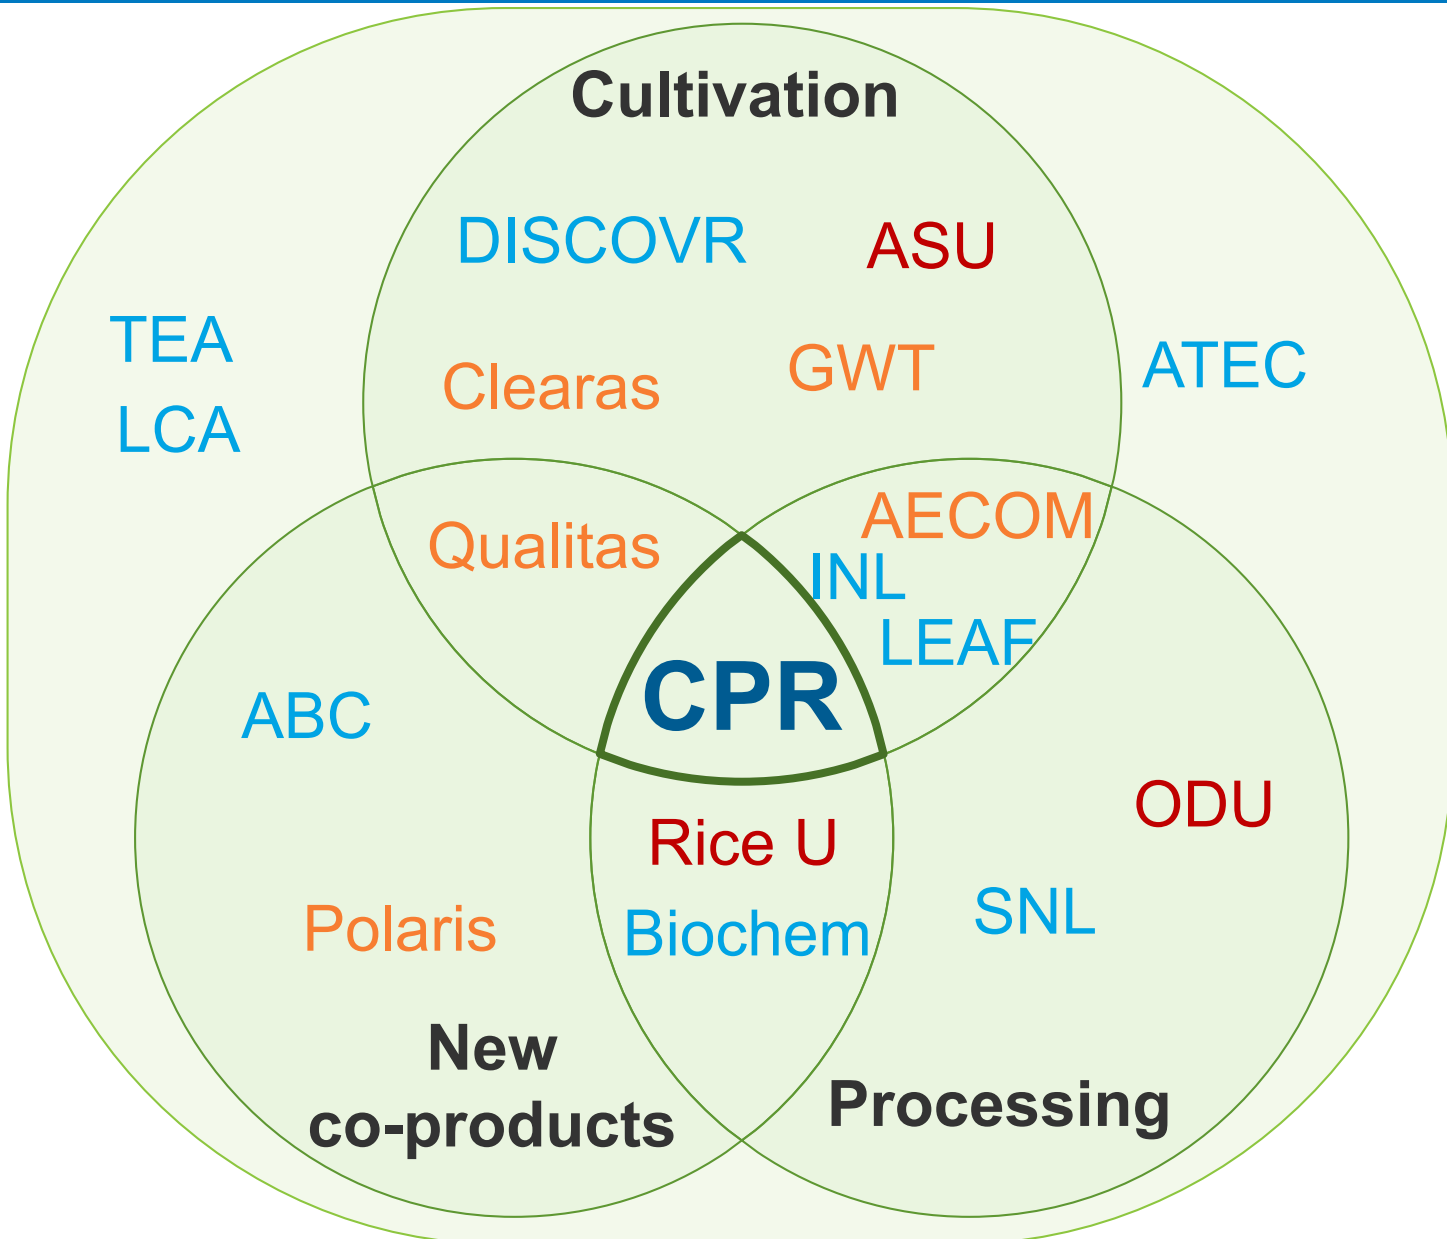 Cultivation
DISCOVR
ASU
TEA
LCA
Clearas
GWT
ATEC
Qualitas
AECOM
INL
LEAF
CPR
ABC
ODU
Rice U
Polaris
Biochem
SNL
New
co-products
Processing